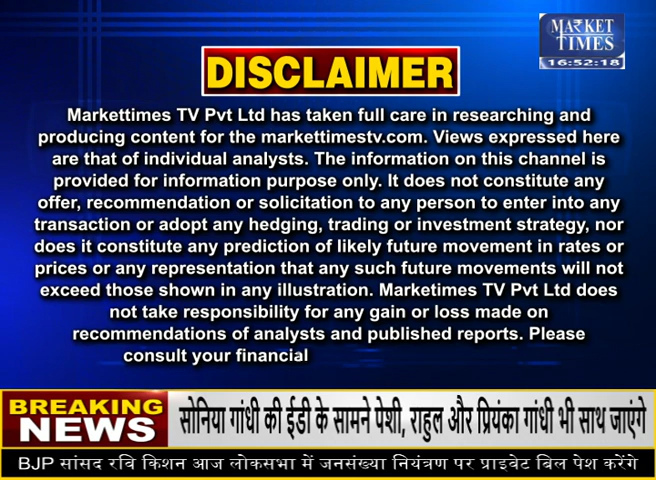 MARKET
TIMES
16:52:18
DISCLAIMER
Markettimes TV Pvt Ltd has taken full care in researching and
producing content for the markettimestv.com. Views expressed here
are that of individual analysts. The information on this channel is
provided for information purpose only. It does not constitute any
offer, recommendation or solicitation to any person to enter into any
transaction or adopt any hedging, trading or investment strategy, nor
does it constitute any prediction of likely future movement in rates or
prices or any representation that any such future movements will not
exceed those shown in any illustration. Marketimes TV Pvt Ltd does
not take responsibility for any gain or loss made on
recommendations of analysts and published reports. Please
consult your financial
BREAKING
NEWS
सोनिया गांधी की ईडी के सामने पेशी, राहुल और प्रियंका गांधी भी साथ जाएंगे
BJP सांसद रवि किशन आज लोकसभा में जनसंख्या नियंत्रण पर प्राइवेट बिल पेश करेंगे